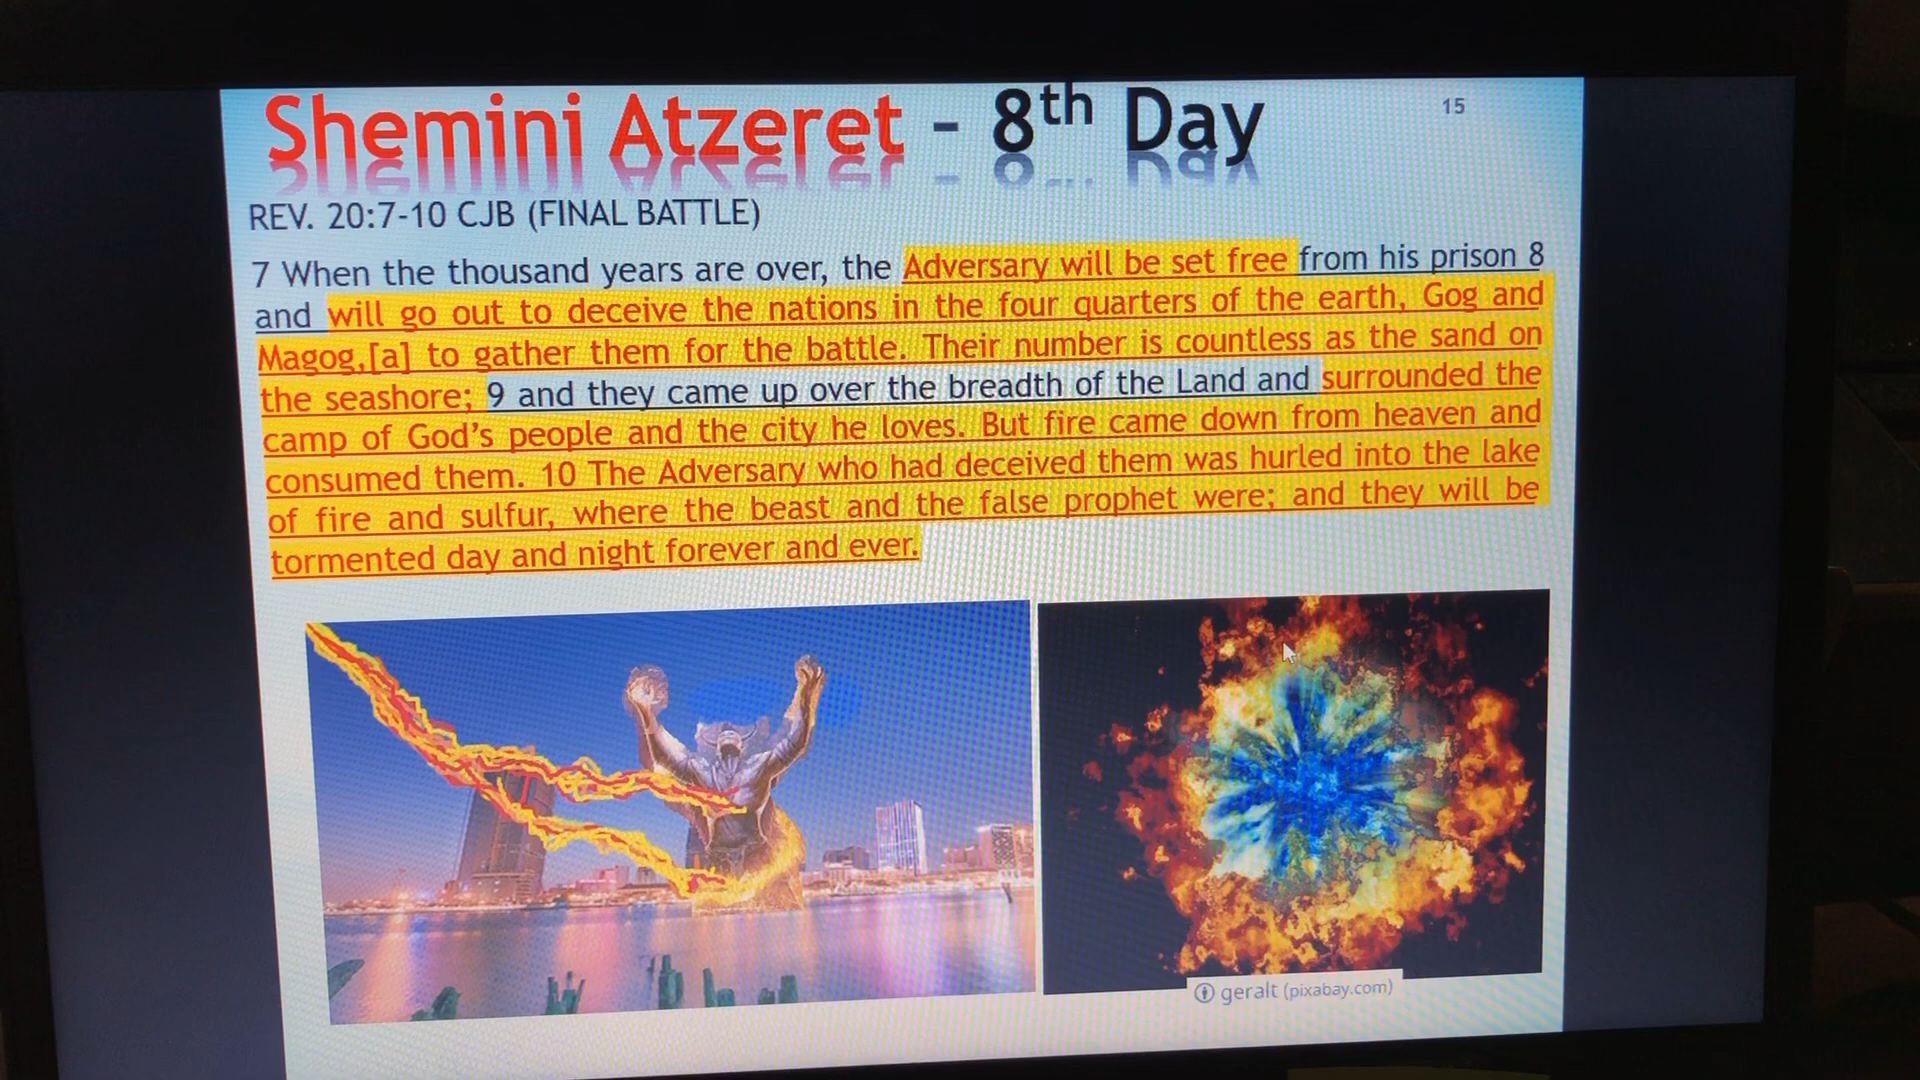 Shemini Atzeret - 8th Day
15
REV. 20:7-10 CJB (FINAL BATTLE)
7 When the thousand years are over, the Adversary will be set free from his prison 8
and will go out to deceive the nations in the four quarters of the earth, Gog and
Magog,[a] to gather them for the battle. Their number is countless as the sand on
the seashore; 9 and they came up over the breadth of the Land and surrounded the
camp of God's people and the city he loves. But fire came down from heaven and
consumed them. 10 The Adversary who had deceived them was hurled into the lake
of fire and sulfur, where the beast and the false prophet were; and they will be
tormented day and night forever and ever.
geralt (pixabay.com)